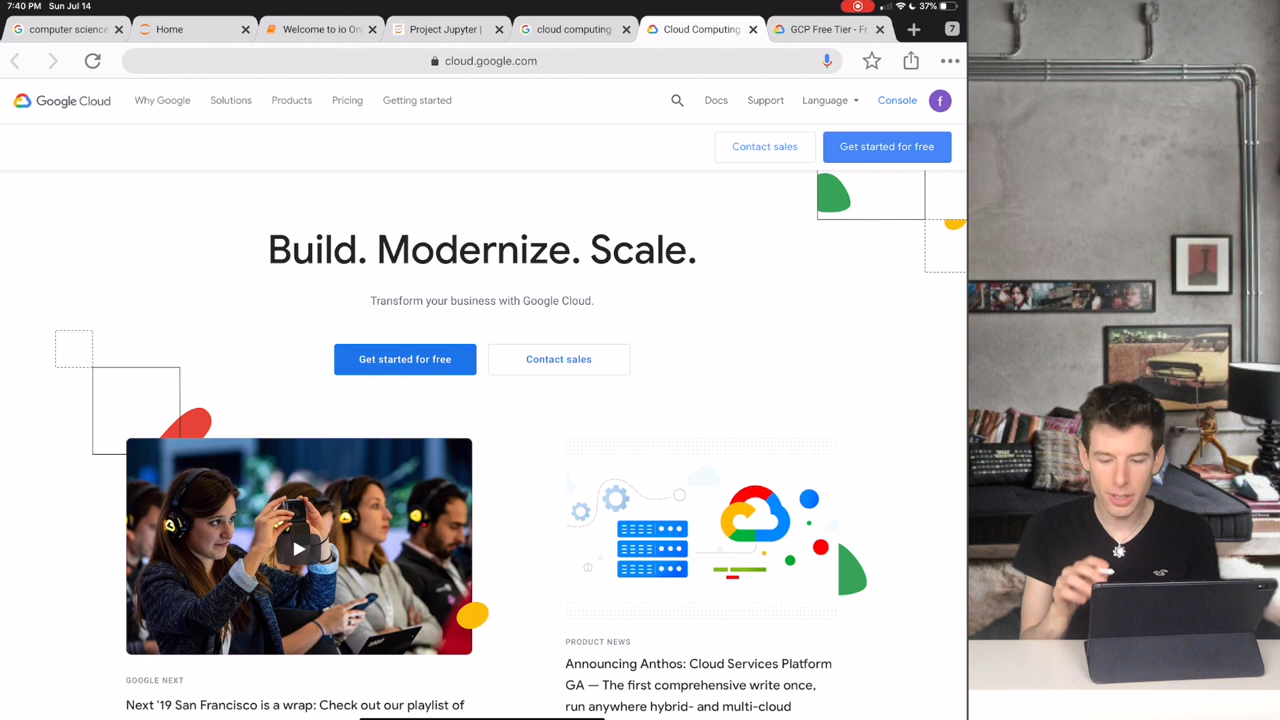 7:40 PM Sun Jul 14
37%
computer science
Home
Welcome to io Onl
Project Jupyter |
cloud computing
Cloud Computing
GCP Free Tier - Fr
7
cloud.google.com
Google Cloud
Why Google
Solutions
Products
Pricing
Getting started
Docs
Support
Language
Console
f
Contact sales
Get started for free
Build. Modernize. Scale.
Transform your business with Google Cloud.
Get started for free
Contact sales
GOOGLE NEXT
Next '19 San Francisco is a wrap: Check out our playlist of
PRODUCT NEWS
Announcing Anthos: Cloud Services Platform
GA — The first comprehensive write once,
run anywhere hybrid- and multi-cloud